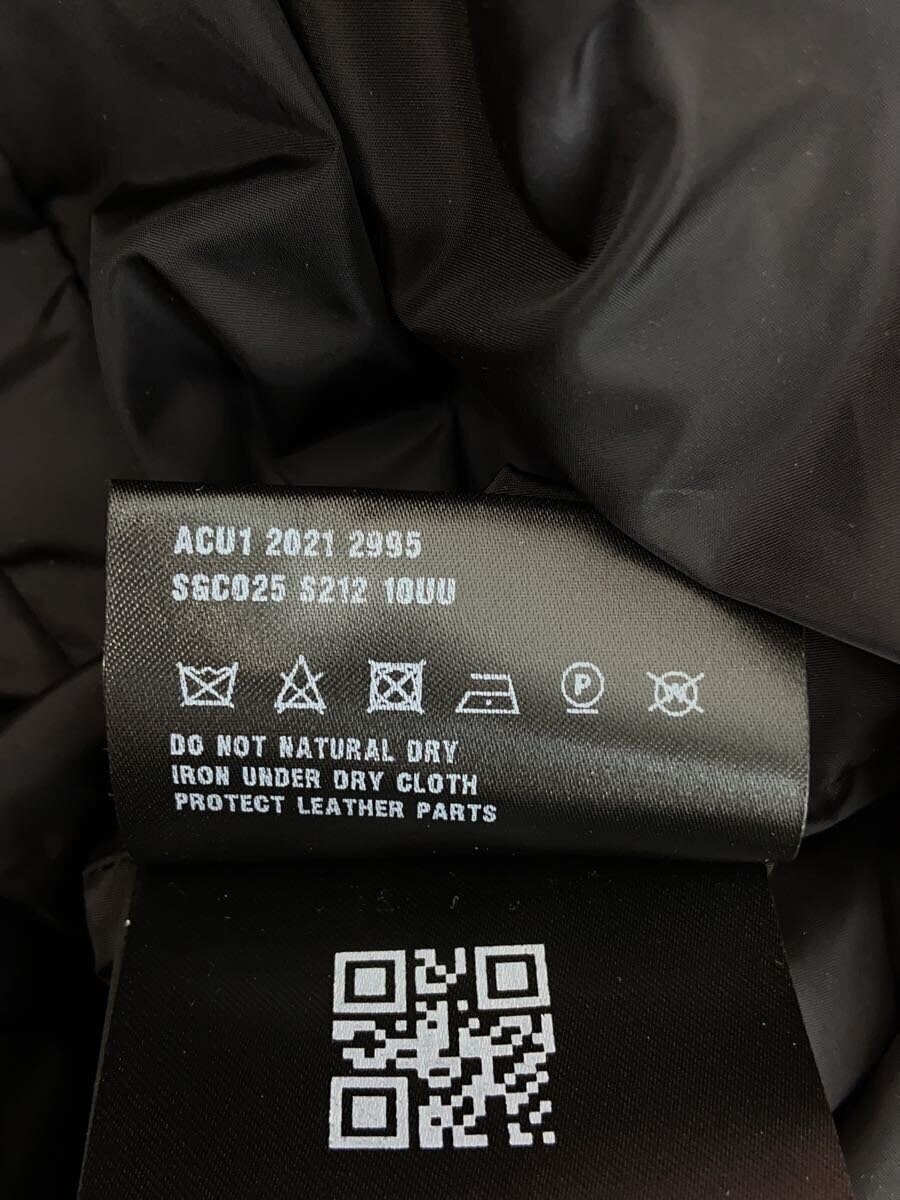 ACU1 2021 2995
SGC025 S212 10UU
P
W
DO NOT NATURAL DRY
IRON UNDER DRY CLOTH
PROTECT LEATHER PARTS